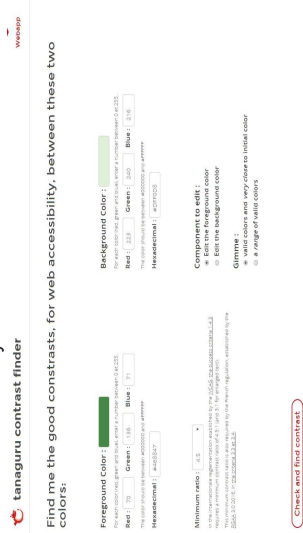 Webapp
tanaguru contrast finder
Find me the good constrasts, for web accessibility, between these two
colors:
Foreground Color :
For each color red, green and blue, enter a number between 0 et 255.
Red : 70 Green : 136 Blue : 71
The color should be between #000000 and #FFFFFF
Hexadecimal : #468847
Background Color :
For each color red, green and blue, enter a number between 0 et 255.
Red : 223 Green : 240 Blue : 216
The color should be between #000000 and #FFFFFF
Hexadecimal : #DFF0D8
Minimum ratio : 4.5
Component to edit :
Edit the foreground color
Edit the background color
Gimme :
valid colors and very close to initial color
a range of valid colors
Check and find contrast